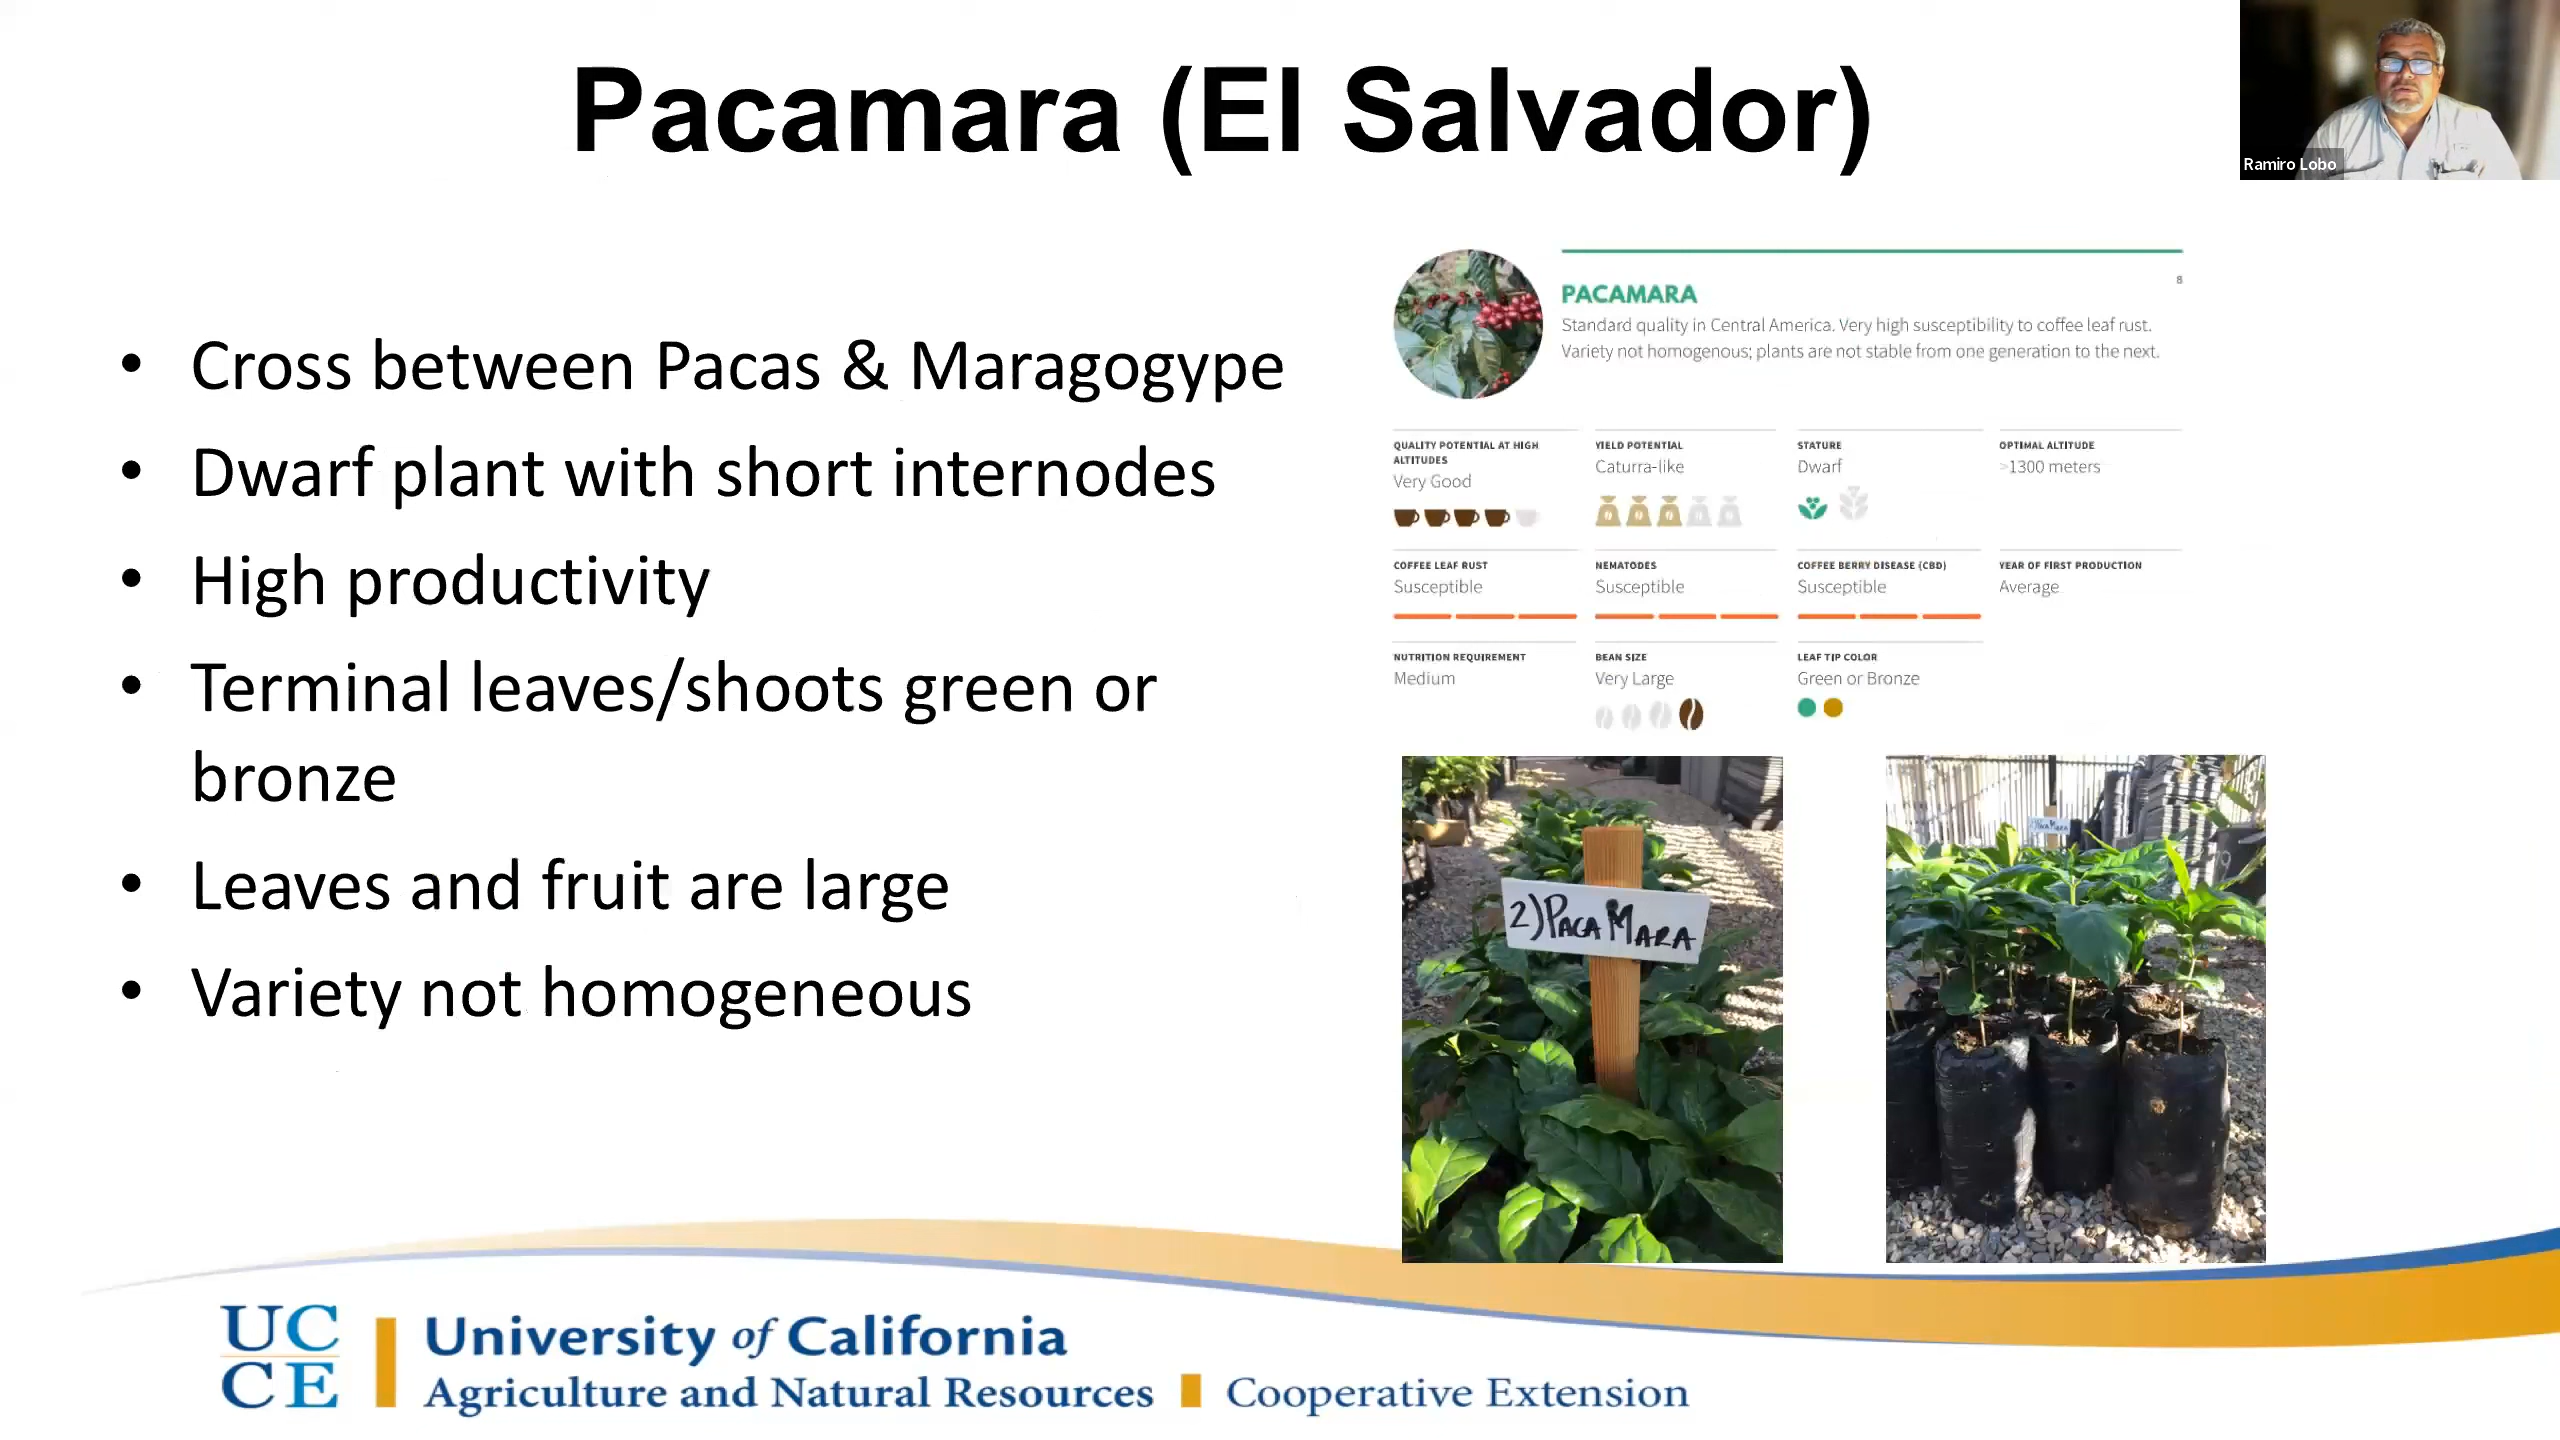 Pacamara (El Salvador)
Ramiro Lobo
• Cross between Pacas & Maragogype
• Dwarf plant with short internodes
• High productivity
• Terminal leaves/shoots green or
bronze
• Leaves and fruit are large
• Variety not homogeneous
8
PACAMARA
Standard quality in Central America. Very high susceptibility to coffee leaf rust.
Variety not homogenous; plants are not stable from one generation to the next.
QUALITY POTENTIAL AT HIGH
ALTITUDES
Very Good
YIELD POTENTIAL
Caturra-like
STATURE
Dwarf
OPTIMAL ALTITUDE
>1300 meters
COFFEE LEAF RUST
Susceptible
NEMATODES
Susceptible
COFFEE BERRY DISEASE (CBD)
Susceptible
YEAR OF FIRST PRODUCTION
Average
NUTRITION REQUIREMENT
Medium
BEAN SIZE
Very Large
LEAF TIP COLOR
Green or Bronze
2) PACA MARA
PACA MARA
UC
CE
University of California
Agriculture and Natural Resources
Cooperative Extension